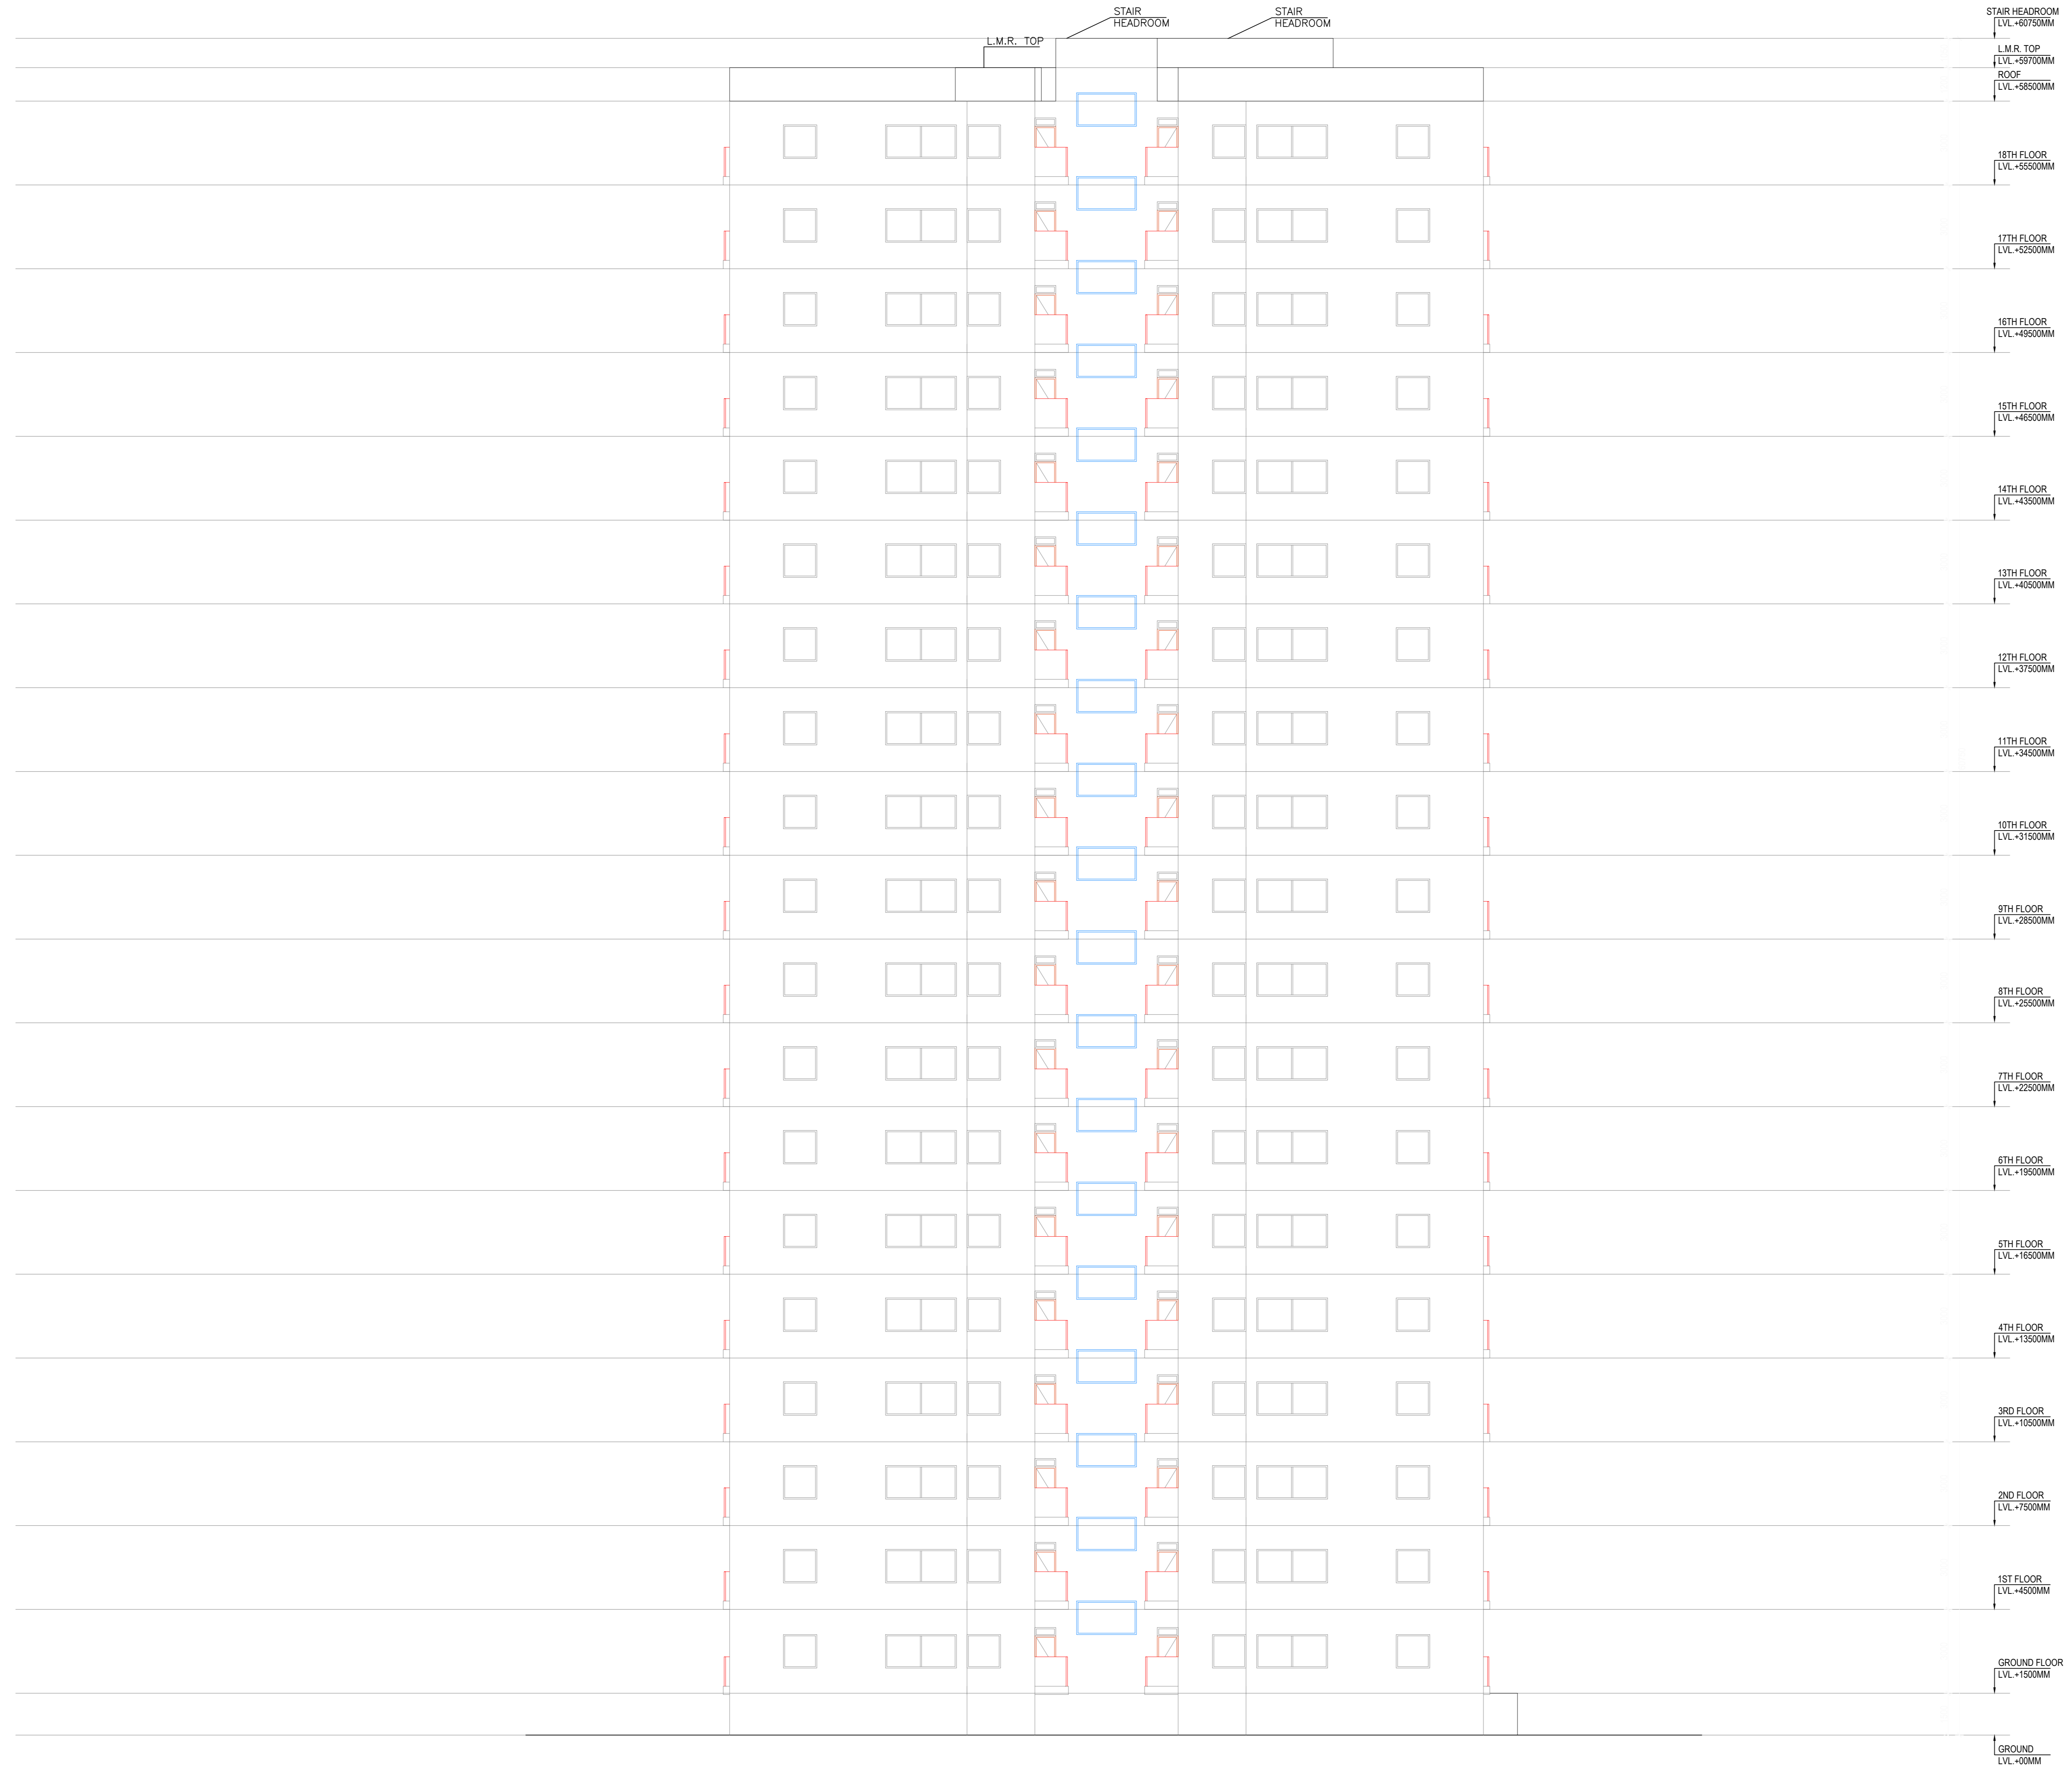 STAIR
HEADROOM
STAIR
HEADROOM
L.M.R. TOP
STAIR HEADROOM
LVL.+60750MM
L.M.R. TOP
LVL.+59700MM
ROOF
LVL.+58500MM
18TH FLOOR
LVL.+55500MM
17TH FLOOR
LVL.+52500MM
16TH FLOOR
LVL.+49500MM
15TH FLOOR
LVL.+46500MM
14TH FLOOR
LVL.+43500MM
13TH FLOOR
LVL.+40500MM
12TH FLOOR
LVL.+37500MM
11TH FLOOR
LVL.+34500MM
10TH FLOOR
LVL.+31500MM
9TH FLOOR
LVL.+28500MM
8TH FLOOR
LVL.+25500MM
7TH FLOOR
LVL.+22500MM
6TH FLOOR
LVL.+19500MM
5TH FLOOR
LVL.+16500MM
4TH FLOOR
LVL.+13500MM
3RD FLOOR
LVL.+10500MM
2ND FLOOR
LVL.+7500MM
1ST FLOOR
LVL.+4500MM
GROUND FLOOR
LVL.+1500MM
GROUND
LVL.+00MM